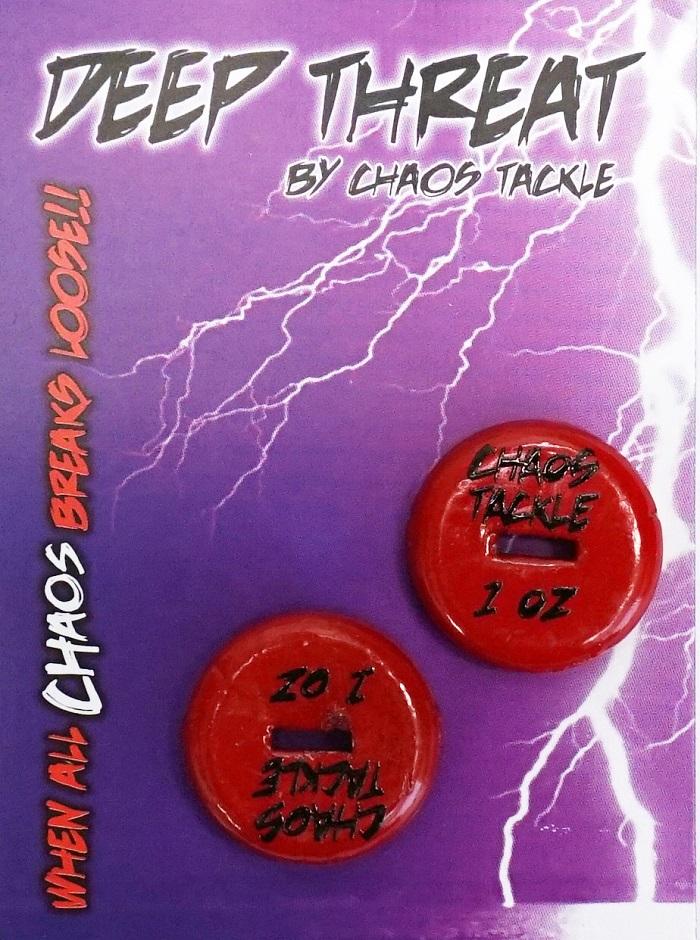 DEEP THREAT
BY CHAOS TACKLE
WHEN ALL CHAOS BREAKS LOOSE!!
CHAOS
TACKLE
1 OZ
CHAOS
TACKLE
1 OZ